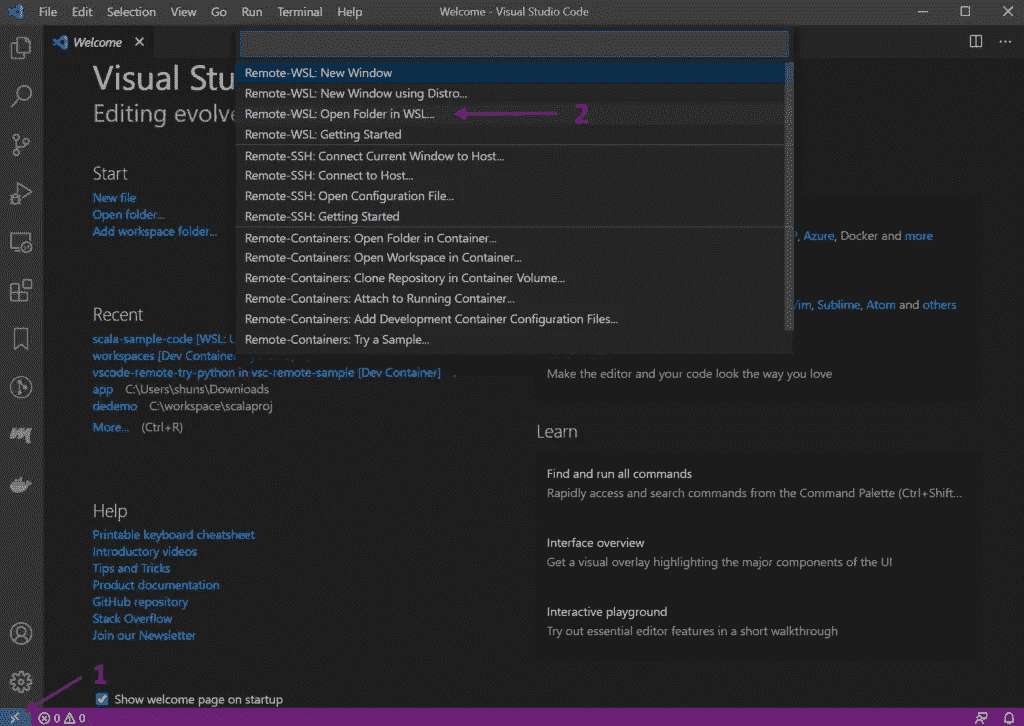 File Edit Selection View Go Run Terminal Help Welcome - Visual Studio Code
Welcome
Visual Stu
Editing evolve
Remote-WSL: New Window
Remote-WSL: New Window using Distro...
Remote-WSL: Open Folder in WSL...
2
Remote-WSL: Getting Started
Remote-SSH: Connect Current Window to Host...
Remote-SSH: Connect to Host...
Remote-SSH: Open Configuration File...
Remote-SSH: Getting Started
Remote-Containers: Open Folder in Container...
Remote-Containers: Open Workspace in Container...
Remote-Containers: Clone Repository in Container Volume...
Remote-Containers: Attach to Running Container...
Remote-Containers: Add Development Container Configuration Files...
Remote-Containers: Try a Sample...
Start
New file
Open folder...
Add workspace folder...
Recent
scala-sample-code [WSL: U
workspaces [Dev Container
vscode-remote-try-python in vsc-remote-sample [Dev Container]
app C:\Users\shuns\Downloads
dedemo C:\workspace\scalaproj
More... (Ctrl+R)
Help
Printable keyboard cheatsheet
Introductory videos
Tips and Tricks
Product documentation
GitHub repository
Stack Overflow
Join our Newsletter
Show welcome page on startup
, Azure, Docker and more
Vim, Sublime, Atom and others
Make the editor and your code look the way you love
Learn
Find and run all commands
Rapidly access and search commands from the Command Palette (Ctrl+Shift...
Interface overview
Get a visual overlay highlighting the major components of the UI
Interactive playground
Try out essential editor features in a short walkthrough
1
0 0